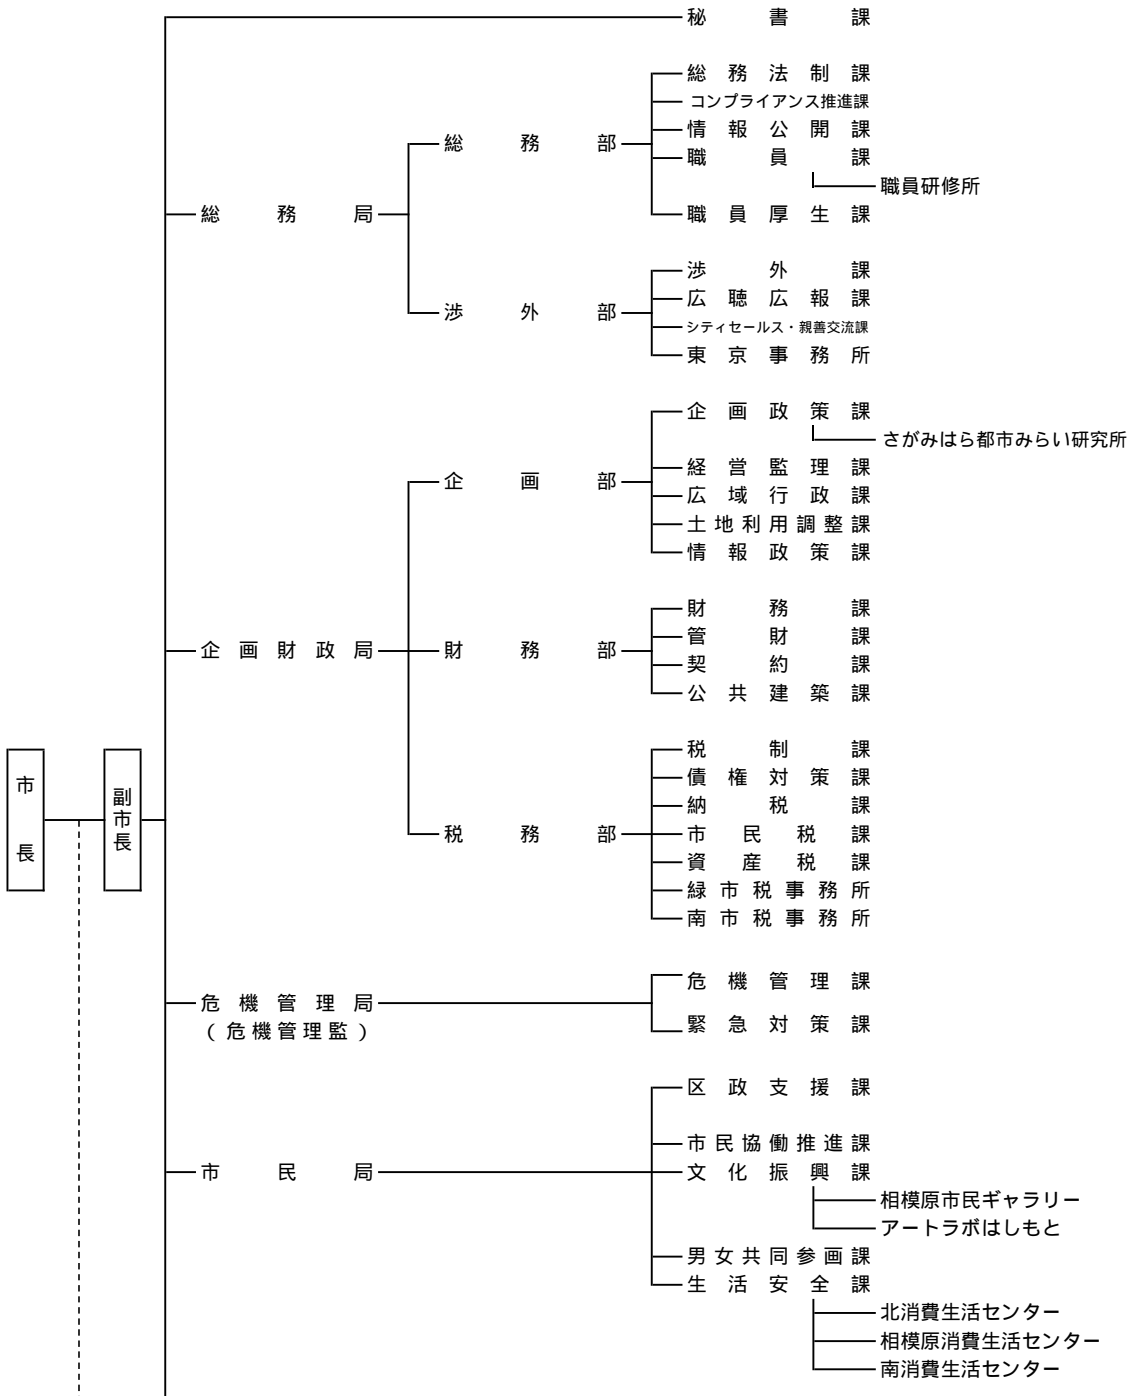 秘書課
総務法制課
コンプライアンス推進課
情報公開課
総務部
職員課
職員研修所
総務局
職員厚生課
渉外課
広聴広報課
渉外部
シティセールス・親善交流課
東京事務所
企画政策課
さがみはら都市みらい研究所
経営監理課
企画部
広域行政課
土地利用調整課
情報政策課
財務課
管財課
企画財政局
財務部
契約課
公共建築課
税制課
債権対策課
市長
副市長
納税課
税務部
市民税課
資産税課
緑市税事務所
南市税事務所
危機管理課
危機管理局
(危機管理監)
緊急対策課
区政支援課
市民協働推進課
市民局
文化振興課
相模原市民ギャラリー
アートラボはしもと
男女共同参画課
生活安全課
北消費生活センター
相模原消費生活センター
南消費生活センター